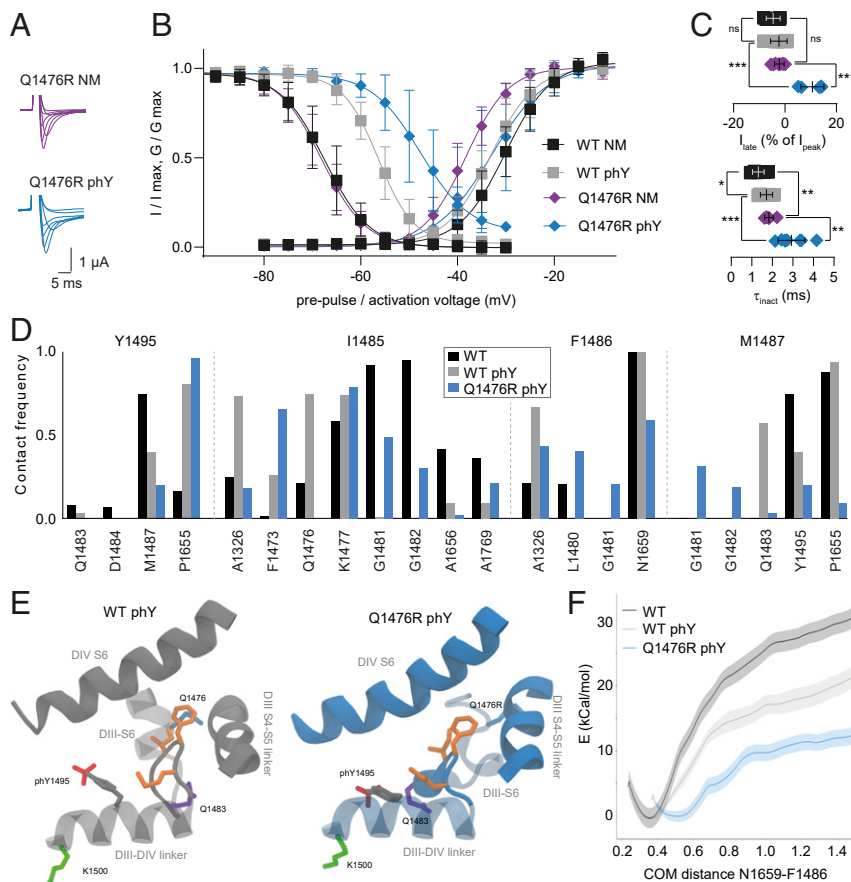 A
Q1476R NM
Q1476R phY
1 µA
5 ms
B
I / I max, G / G max
1.0
0.5
0.0
-80
-60
-40
-20
pre-pulse / activation voltage (mV)
WT NM
WT phY
Q1476R NM
Q1476R phY
C
ns
ns
***
-20
0
20
I late (% of I peak)
*
**
***
**
0
1
2
3
4
5
τ inact (ms)
D
Y1495
I1485
F1486
M1487
WT
WT phY
Q1476R phY
Contact frequency
1.0
0.5
0.0
Q1483
D1484
M1487
P1655
A1326
F1473
Q1476
K1477
G1481
G1482
A1656
A1769
A1326
L1480
G1481
N1659
G1481
G1482
Q1483
Y1495
P1655
E
WT phY
DIV S6
Q1476
DIII-S6
DIII S4-S5 linker
phY1495
Q1483
DIII-DIV linker
K1500
Q1476R phY
DIV S6
Q1476R
DIII S4-S5 linker
DIII-S6
phY1495
Q1483
DIII-DIV linker
K1500
F
WT
WT phY
Q1476R phY
E (kCal/mol)
30
20
10
0
0.2
0.4
0.6
0.8
1.0
1.2
1.4
COM distance N1659-F1486